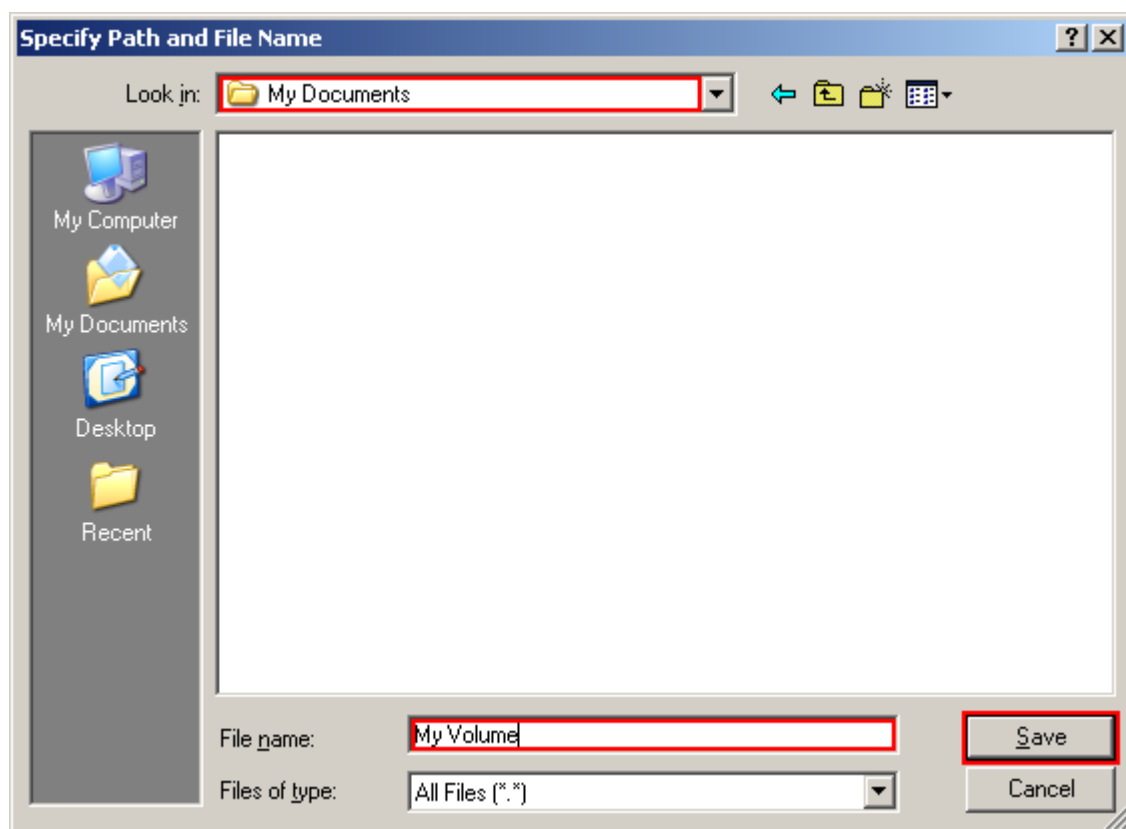 Specify Path and File Name
Look in:
My Documents
My Computer
My Documents
Desktop
Recent
File name:
My Volume
Save
Files of type:
All Files (*.*)
Cancel